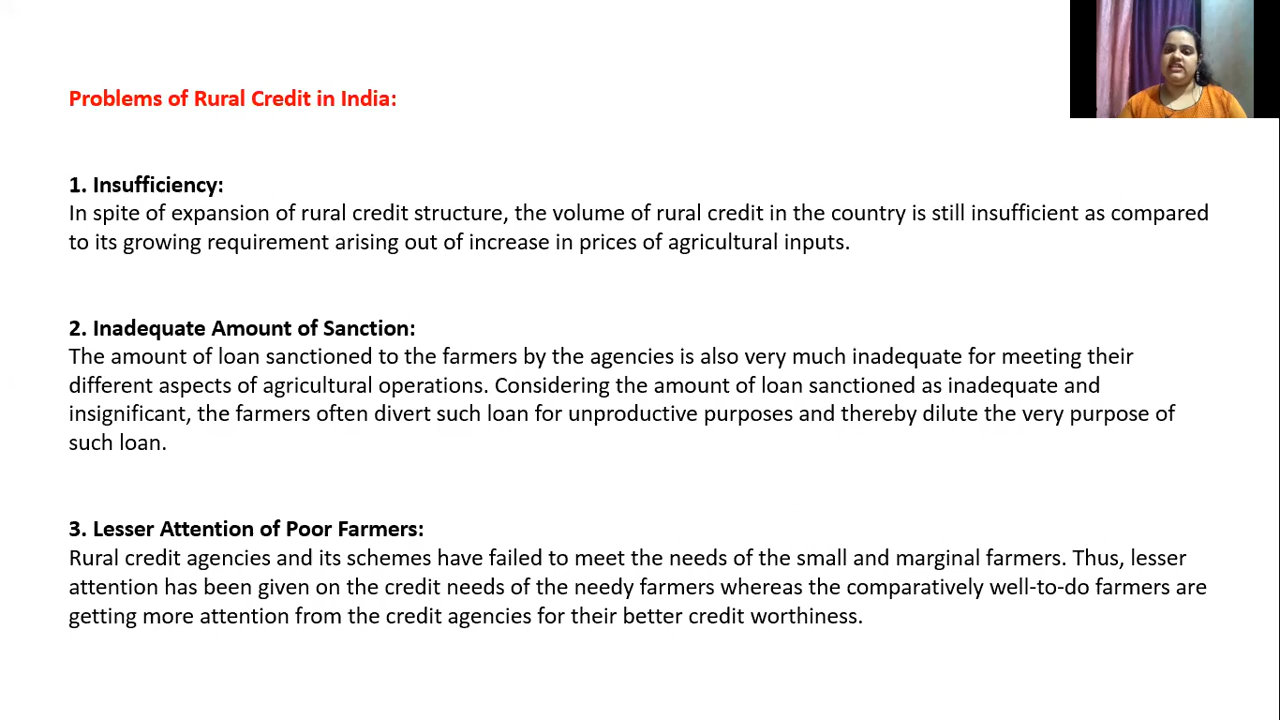 Problems of Rural Credit in India:
1. Insufficiency:
In spite of expansion of rural credit structure, the volume of rural credit in the country is still insufficient as compared
to its growing requirement arising out of increase in prices of agricultural inputs.
2. Inadequate Amount of Sanction:
The amount of loan sanctioned to the farmers by the agencies is also very much inadequate for meeting their
different aspects of agricultural operations. Considering the amount of loan sanctioned as inadequate and
insignificant, the farmers often divert such loan for unproductive purposes and thereby dilute the very purpose of
such loan.
3. Lesser Attention of Poor Farmers:
Rural credit agencies and its schemes have failed to meet the needs of the small and marginal farmers. Thus, lesser
attention has been given on the credit needs of the needy farmers whereas the comparatively well-to-do farmers are
getting more attention from the credit agencies for their better credit worthiness.